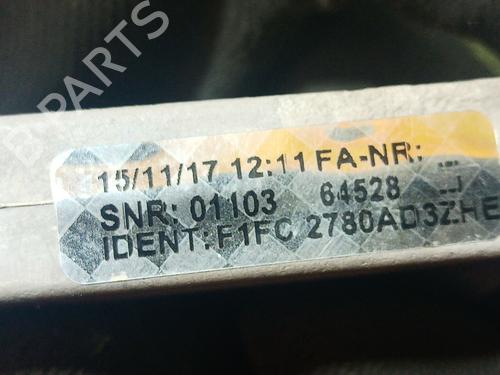 B-PARTS
15/11/17 12:11 FA-NR:
SNR: 01103 64528
IDENT: F1FC 2780AD3ZHE